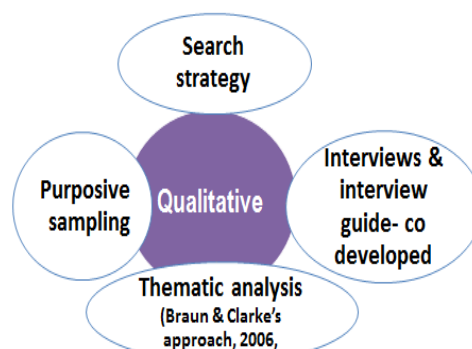 Search
strategy
Purposive
sampling
Qualitative
Interviews &
interview
guide- co
developed
Thematic analysis
(Braun & Clarke's
approach, 2006,